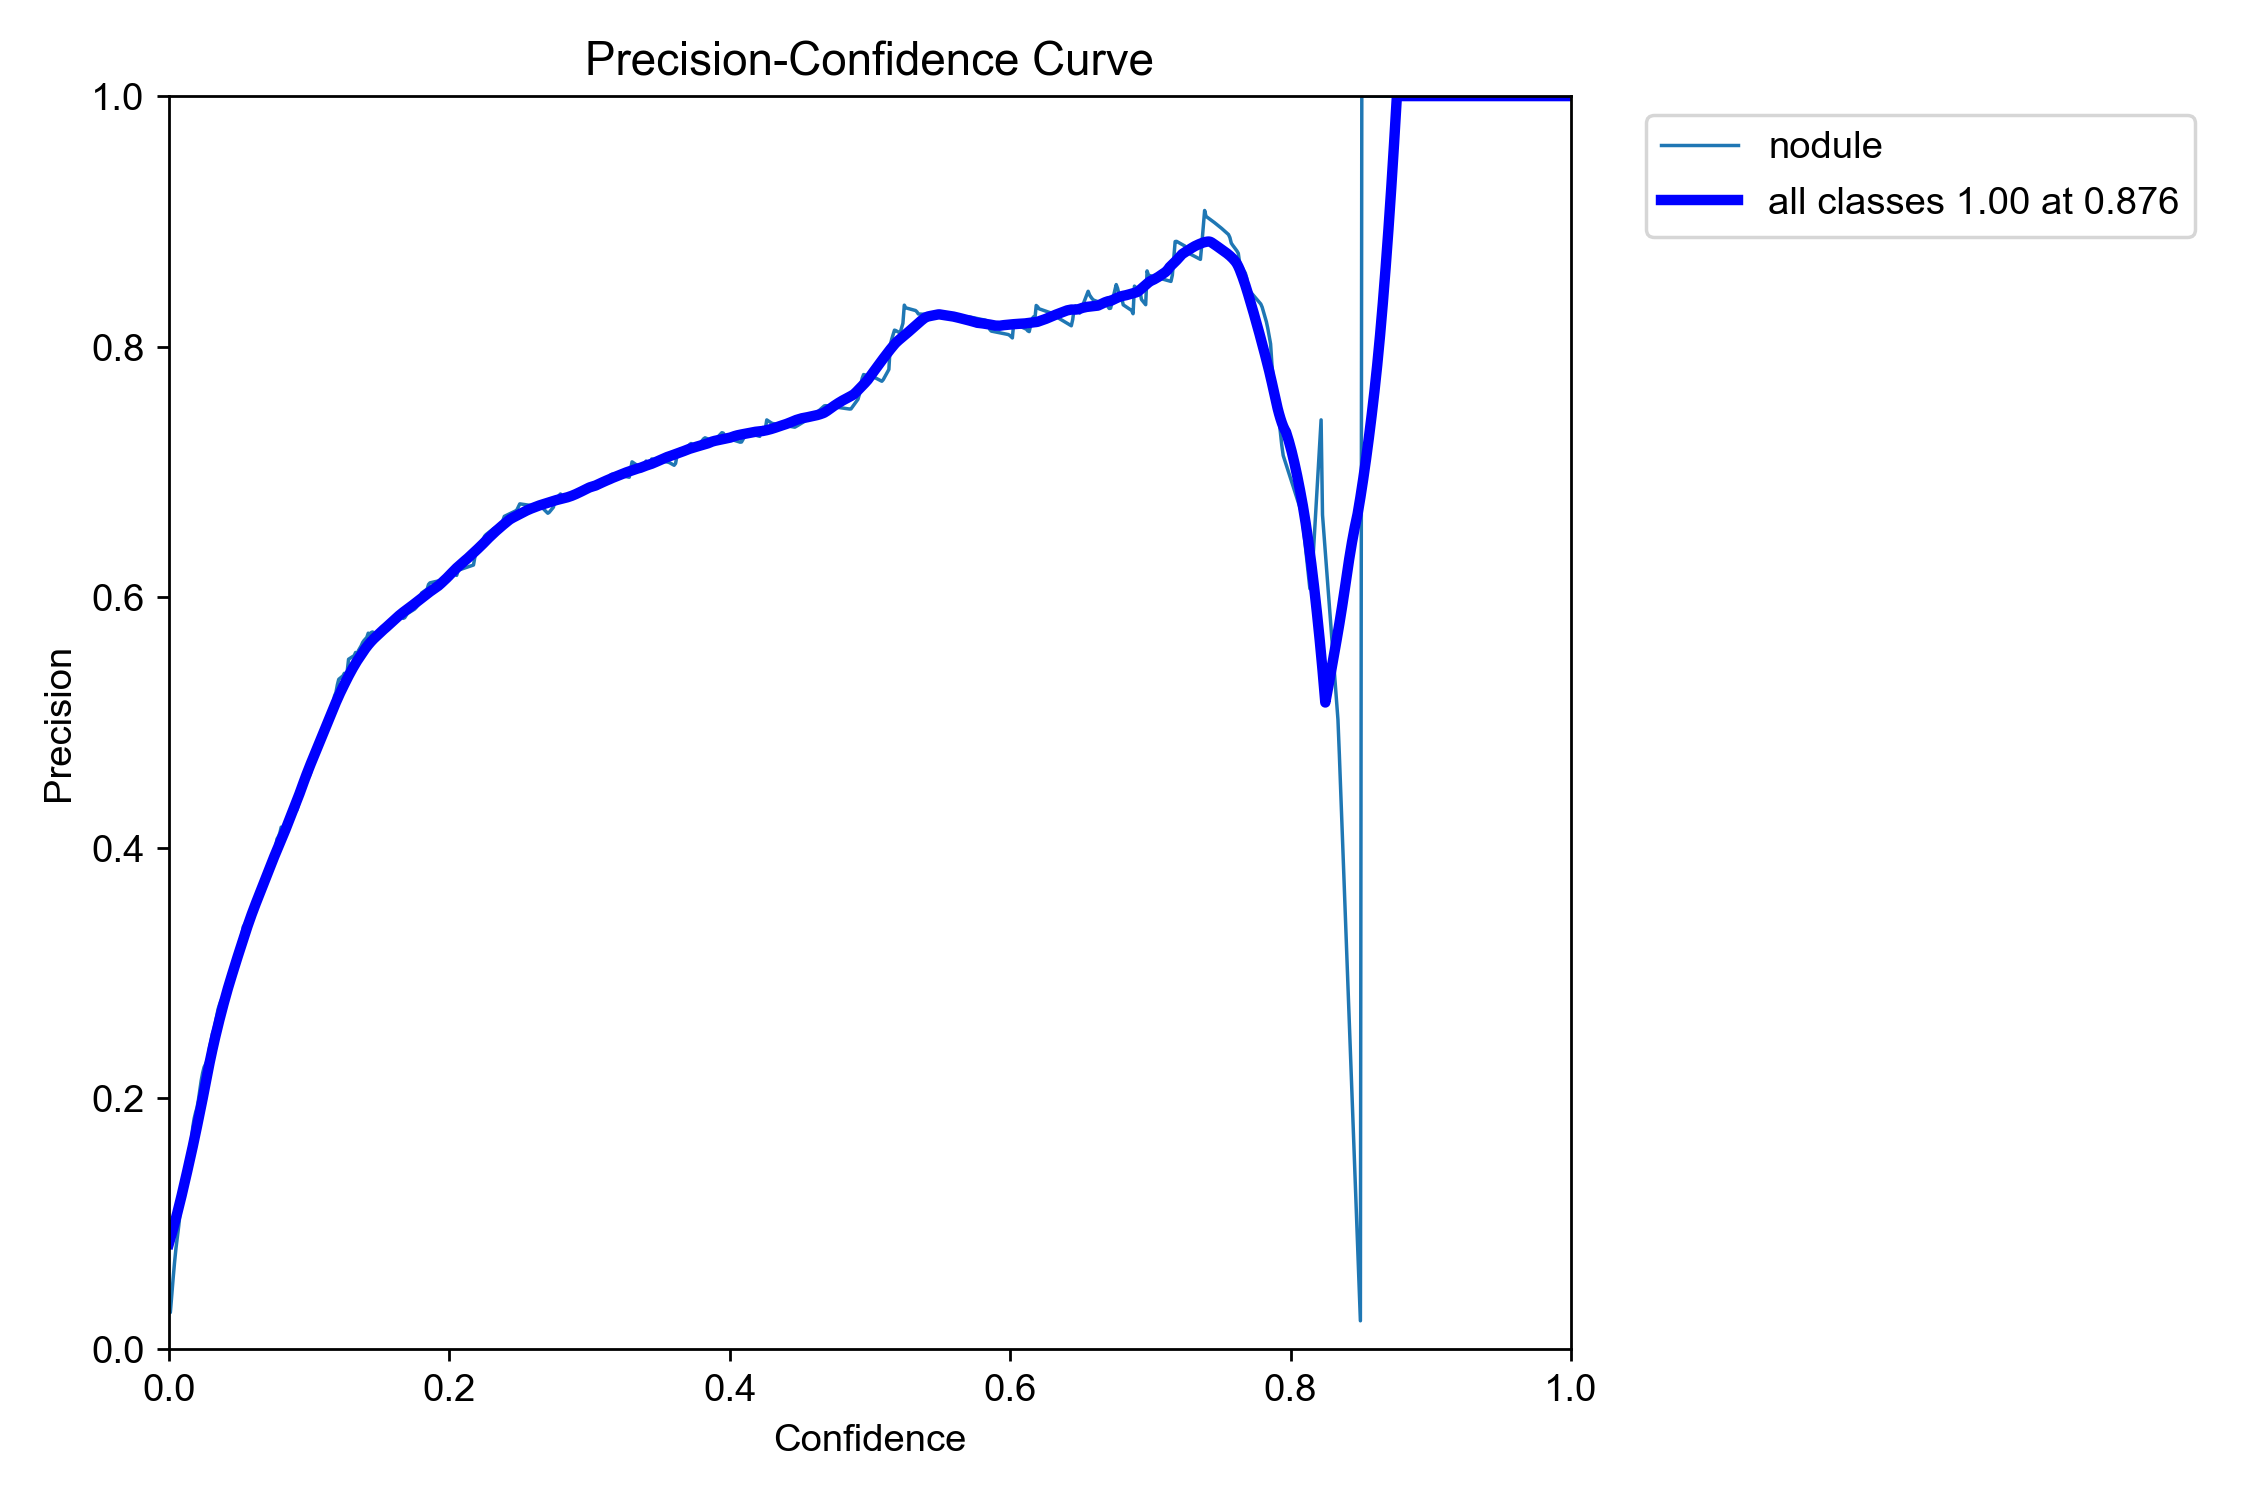 Precision-Confidence Curve
1.0
0.8
0.6
0.4
0.2
0.0
Precision
0.0 0.2 0.4 0.6 0.8 1.0
Confidence
nodule
all classes 1.00 at 0.876